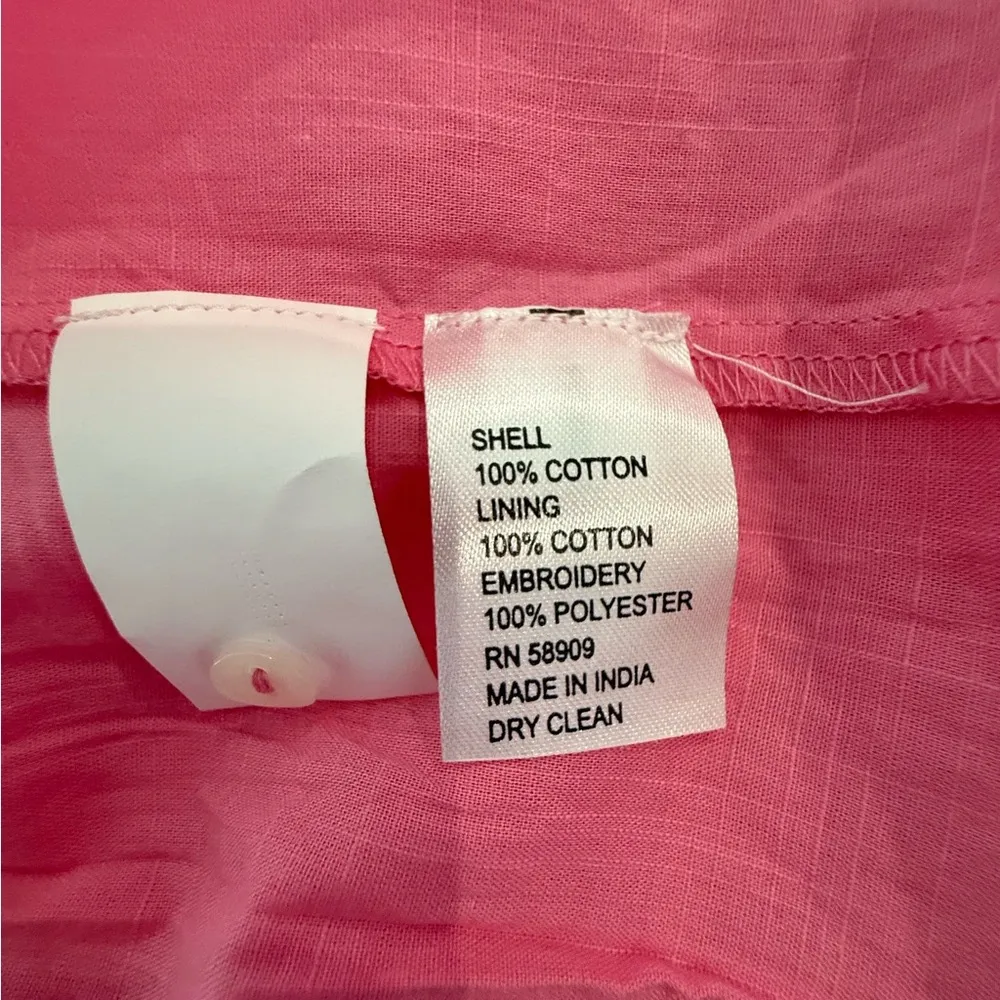 SHELL
100% COTTON
LINING
100% COTTON
EMBROIDERY
100% POLYESTER
RN 58909
MADE IN INDIA
DRY CLEAN